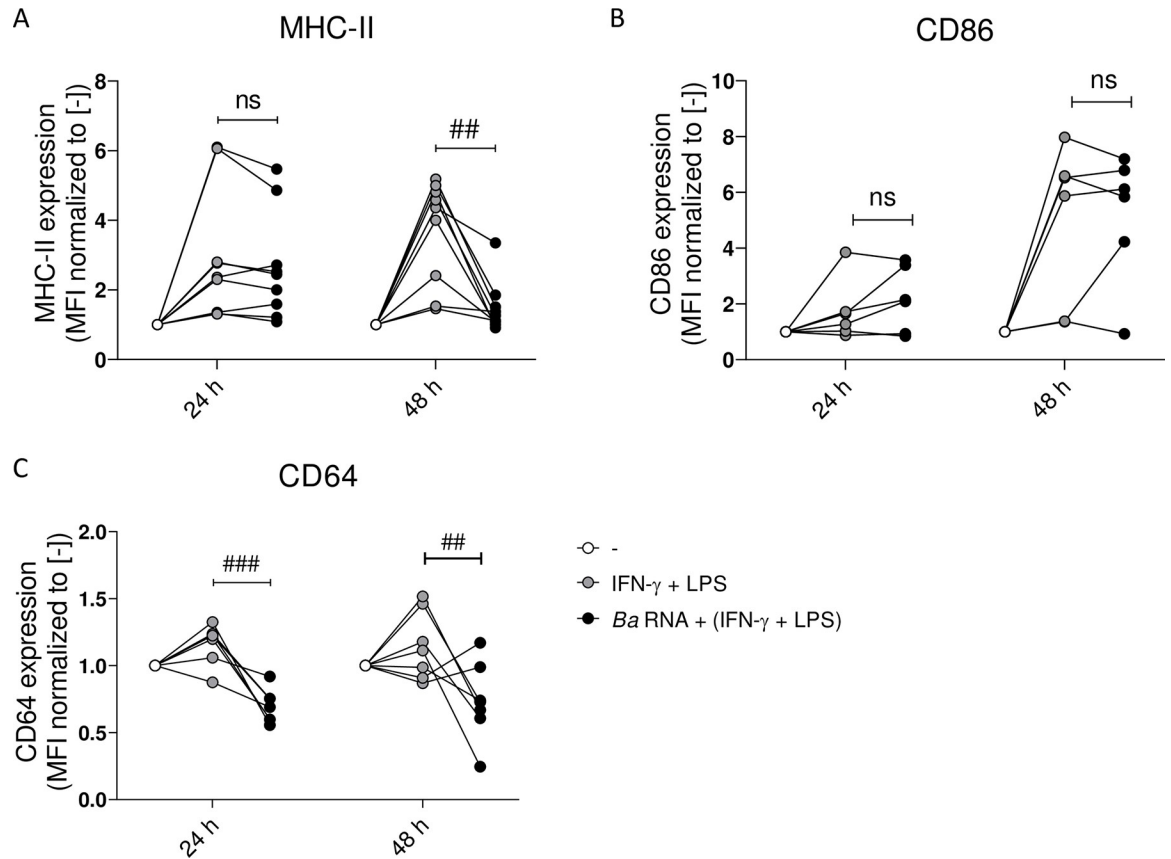 A
MHC-II
MHC-II expression
(MFI normalized to [-])
8
6
4
2
0
ns
##
24 h
48 h
B
CD86
CD86 expression
(MFI normalized to [-])
10
8
6
4
2
0
ns
ns
24 h
48 h
C
CD64
CD64 expression
(MFI normalized to [-])
2.0
1.5
1.0
0.5
0.0
###
##
24 h
48 h
-
IFN-γ + LPS
Ba RNA + (IFN-γ + LPS)